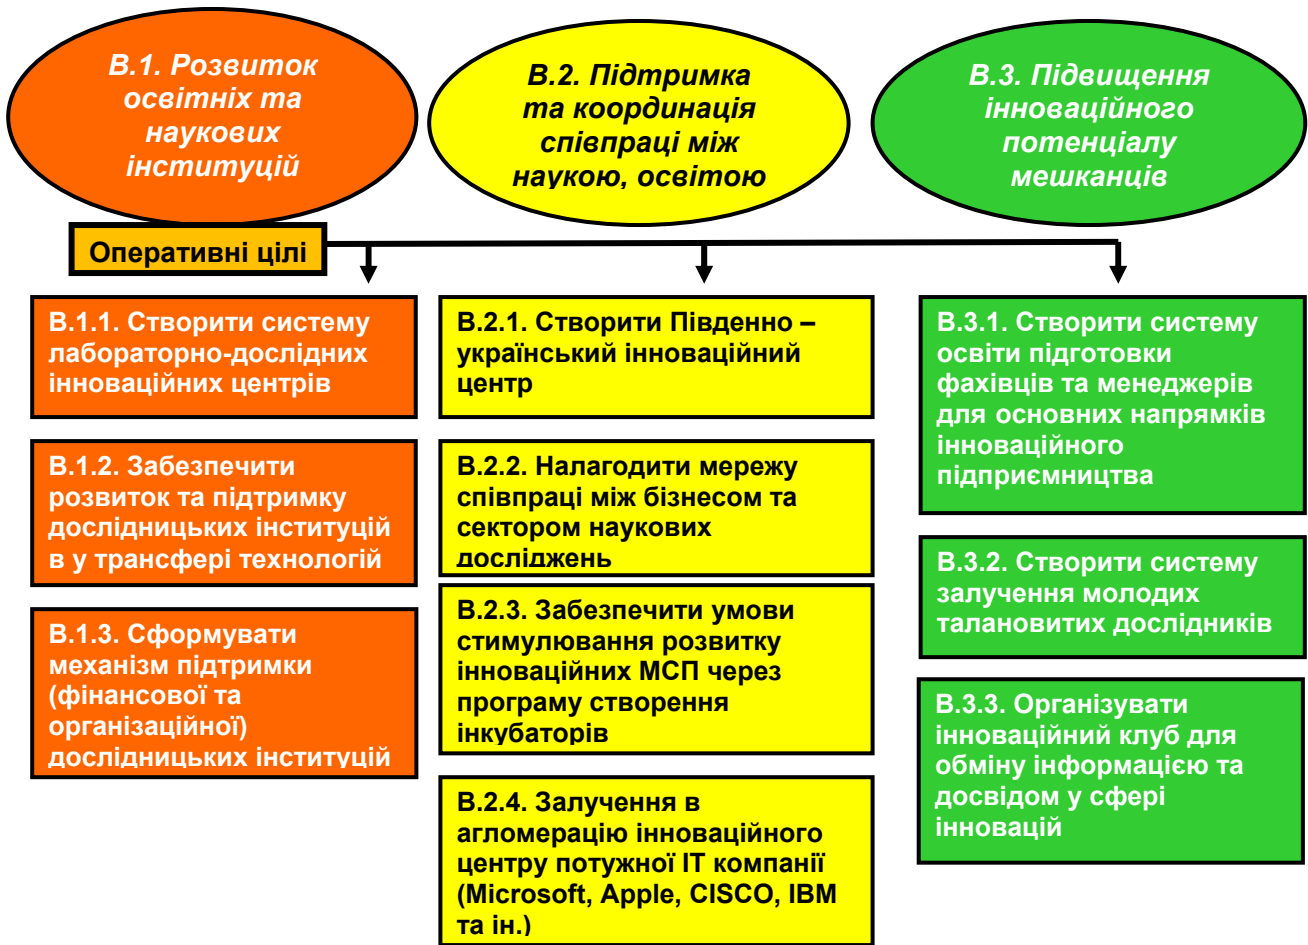 В.1. Розвиток
освітніх та
наукових
інституцій
В.2. Підтримка
та координація
співпраці між
наукою, освітою
В.3. Підвищення
інноваційного
потенціалу
мешканців
Оперативні цілі
В.1.1. Створити систему
лабораторно-дослідних
інноваційних центрів
В.1.2. Забезпечити
розвиток та підтримку
дослідницьких інституцій
в у трансфері технологій
В.1.3. Сформувати
механізм підтримки
(фінансової та
організаційної)
дослідницьких інституцій
В.2.1. Створити Південно –
український інноваційний
центр
В.2.2. Налагодити мережу
співпраці між бізнесом та
сектором наукових
досліджень
В.2.3. Забезпечити умови
стимулювання розвитку
інноваційних МСП через
програму створення
інкубаторів
В.2.4. Залучення в
агломерацію інноваційного
центру потужної ІТ компанії
(Microsoft, Apple, CISCO, IBM
та ін.)
В.3.1. Створити систему
освіти підготовки
фахівців та менеджерів
для основних напрямків
інноваційного
підприємництва
В.3.2. Створити систему
залучення молодих
талановитих дослідників
В.3.3. Організувати
інноваційний клуб для
обміну інформацією та
досвідом у сфері
інновацій